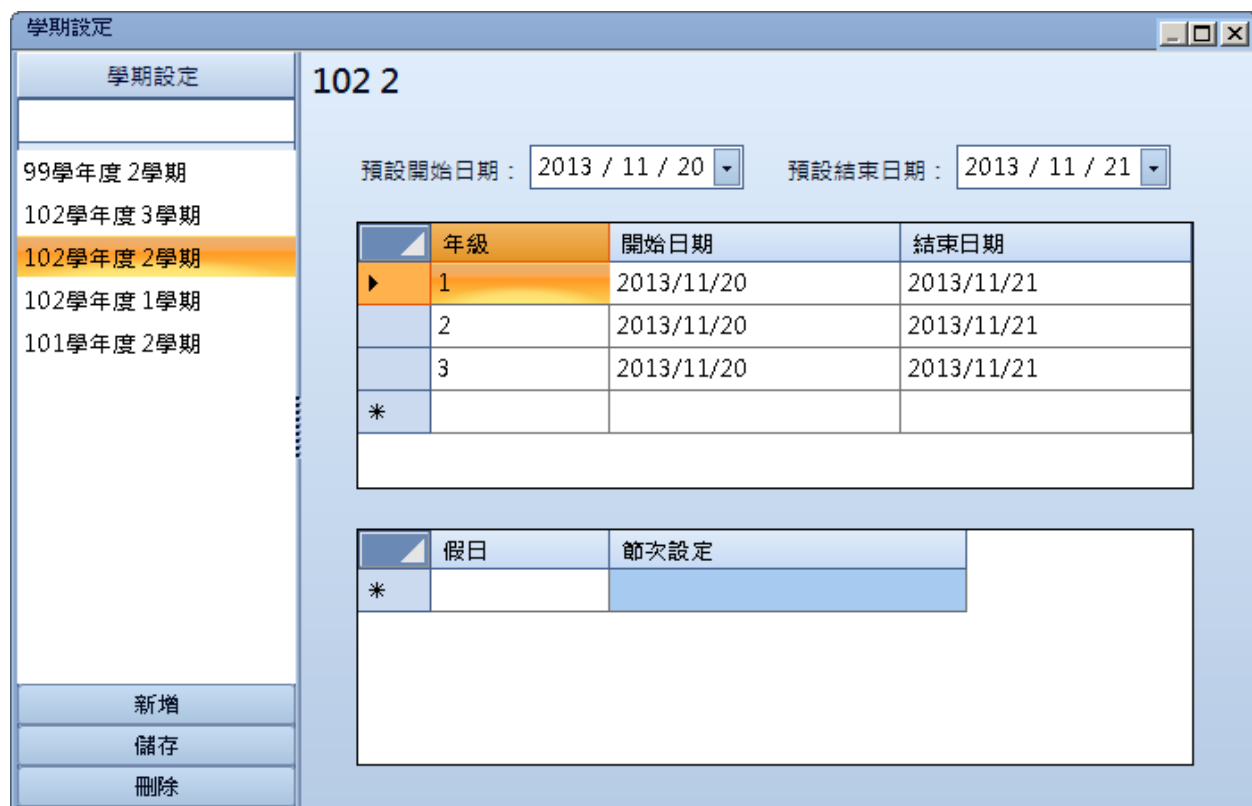 學期設定
學期設定
99學年度 2學期
102學年度 3學期
102學年度 2學期
102學年度 1學期
101學年度 2學期
新增
儲存
刪除
102 2
預設開始日期： 2013 / 11 / 20 預設結束日期： 2013 / 11 / 21
年級 開始日期 結束日期
1 2013/11/20 2013/11/21
2 2013/11/20 2013/11/21
3 2013/11/20 2013/11/21
*
假日 節次設定
*